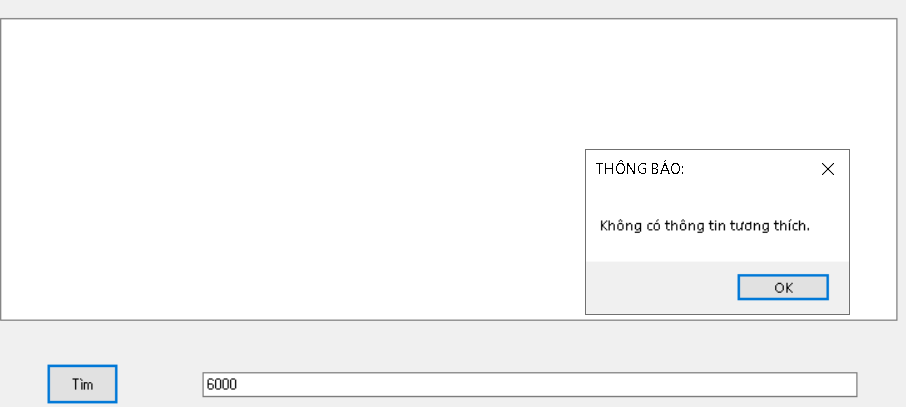 THÔNG BÁO:
Không có thông tin tương thích.
OK
Tìm
6000